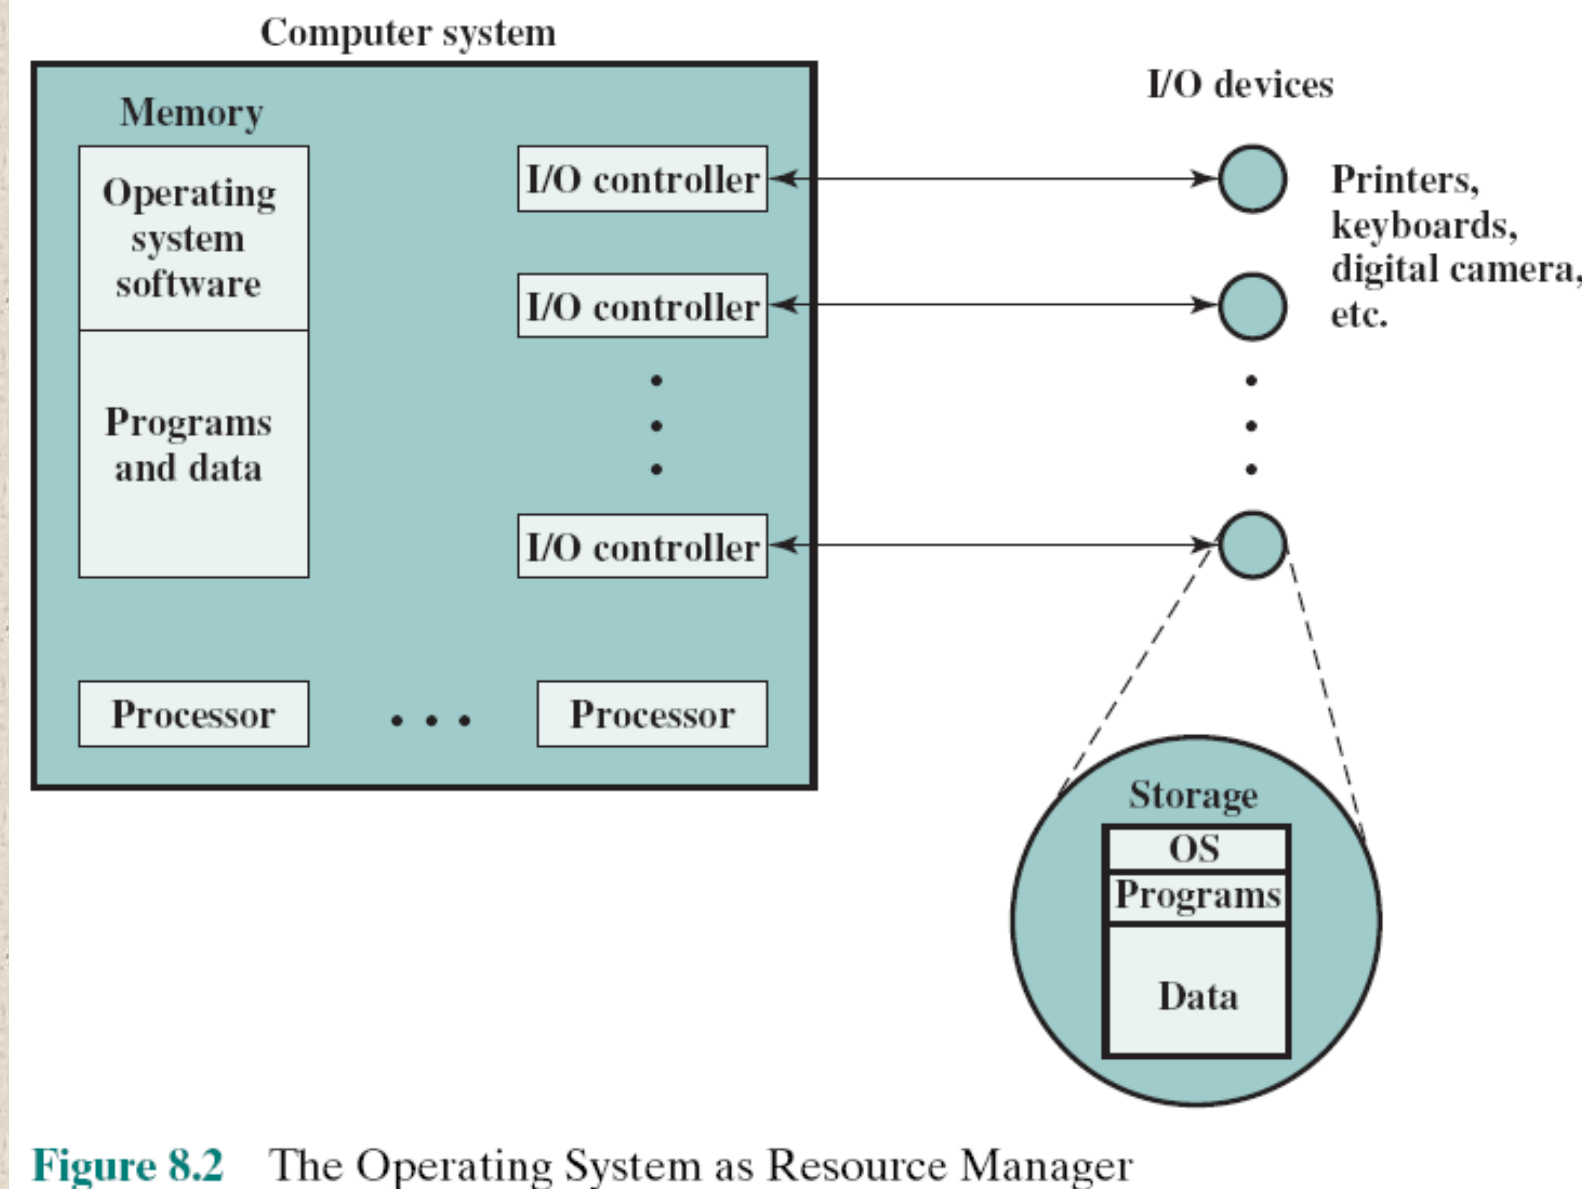 Computer system
Memory
Operating
system
software
Programs
and data
I/O controller
I/O controller
I/O controller
Processor
Processor
I/O devices
Printers,
keyboards,
digital camera,
etc.
Storage
OS
Programs
Data
Figure 8.2 The Operating System as Resource Manager